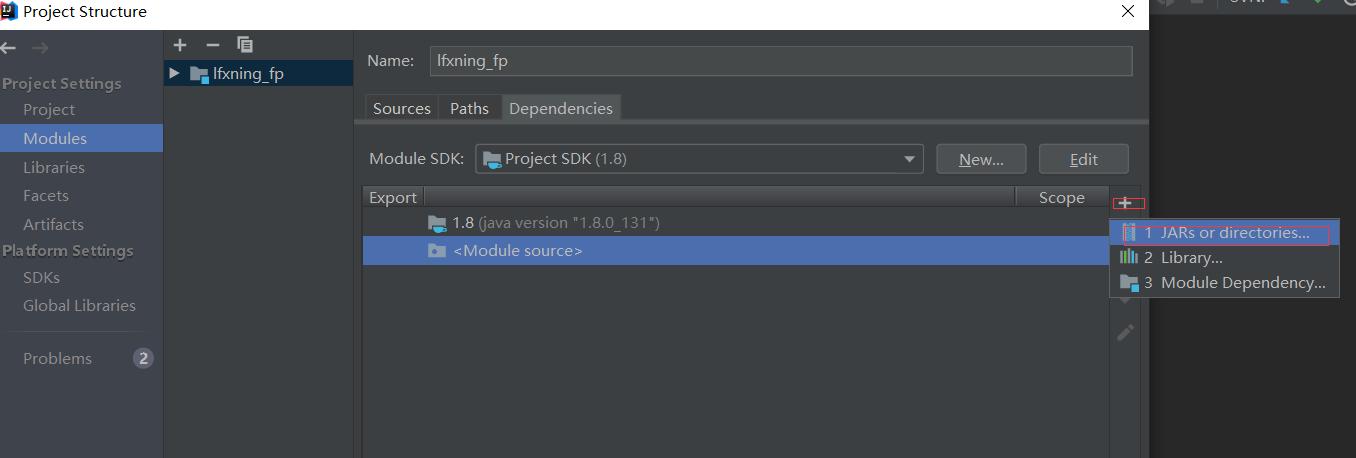 Project Structure
Project Settings
Project
Modules
Libraries
Facets
Artifacts
Platform Settings
SDKs
Global Libraries
Problems 2
lfxning_fp
Name: lfxning_fp
Sources Paths Dependencies
Module SDK: Project SDK (1.8) New... Edit
Export Scope
1.8 (java version "1.8.0_131")
<Module source>
1 JARs or directories...
2 Library...
3 Module Dependency...